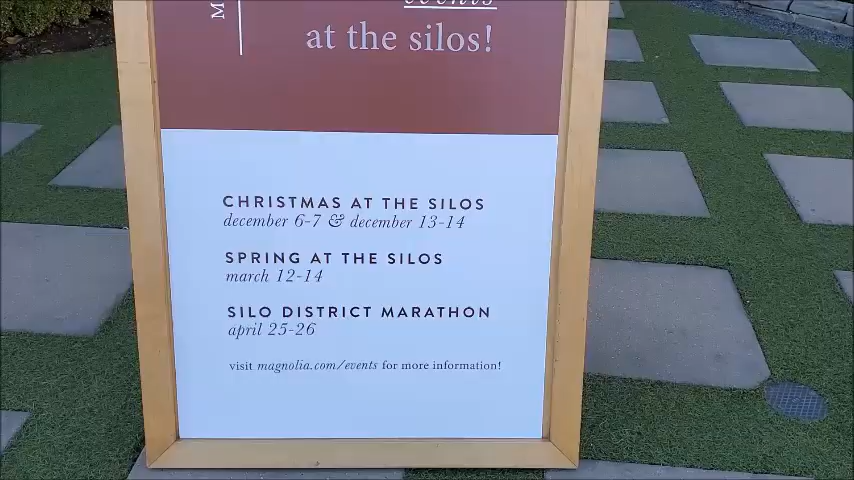 M
events
at the silos!
CHRISTMAS AT THE SILOS
december 6-7 & december 13-14
SPRING AT THE SILOS
march 12-14
SILO DISTRICT MARATHON
april 25-26
visit magnolia.com/events for more information!